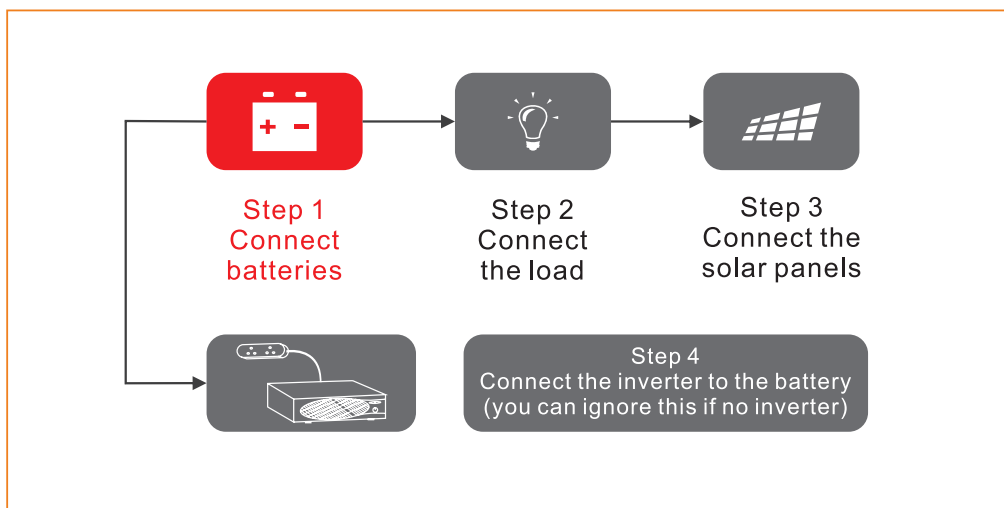 Step 1
Connect
batteries
Step 2
Connect
the load
Step 3
Connect the
solar panels
Step 4
Connect the inverter to the battery
(you can ignore this if no inverter)